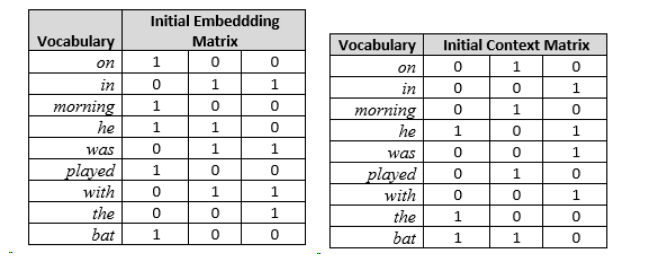 Vocabulary Initial Embeddding Matrix
on 1 0 0
in 0 1 1
morning 1 0 0
he 1 1 0
was 0 1 1
played 1 0 0
with 0 1 1
the 0 0 1
bat 1 0 0
Vocabulary Initial Context Matrix
on 0 1 0
in 0 0 1
morning 0 1 0
he 1 0 1
was 0 0 1
played 0 1 0
with 0 0 1
the 1 0 0
bat 1 1 0